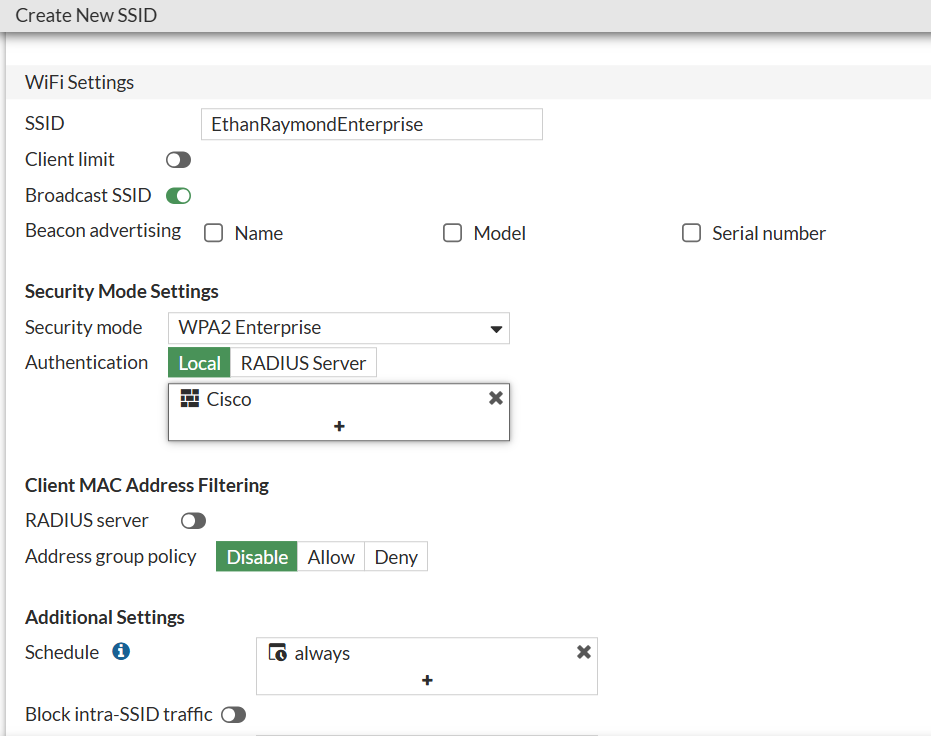 Create New SSID
WiFi Settings
SSID EthanRaymondEnterprise
Client limit
Broadcast SSID
Beacon advertising Name Model Serial number
Security Mode Settings
Security mode WPA2 Enterprise
Authentication Local RADIUS Server
Cisco
+
Client MAC Address Filtering
RADIUS server
Address group policy Disable Allow Deny
Additional Settings
Schedule always
+
Block intra-SSID traffic